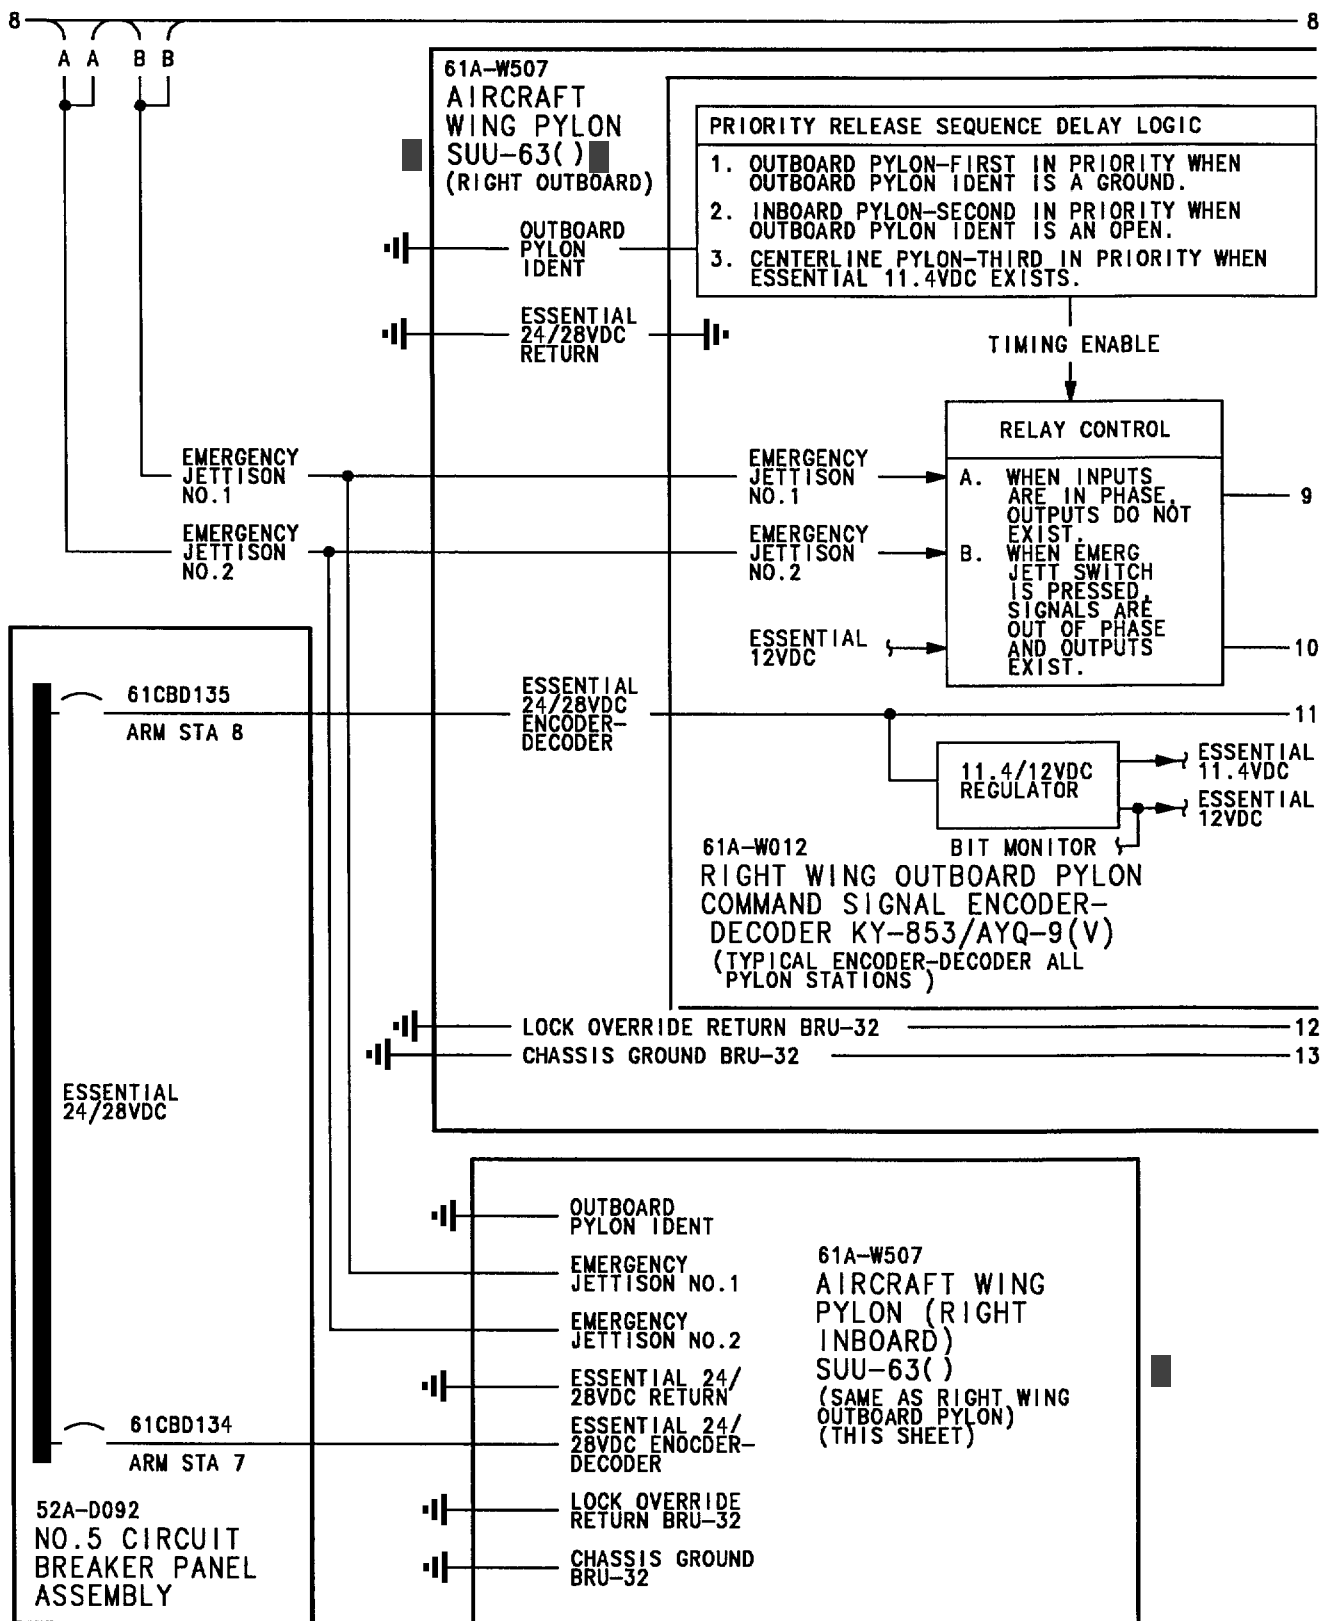 8 8
A A B B
61A-W507
AIRCRAFT
WING PYLON
SUU-63( )
(RIGHT OUTBOARD)
PRIORITY RELEASE SEQUENCE DELAY LOGIC
1. OUTBOARD PYLON-FIRST IN PRIORITY WHEN
OUTBOARD PYLON IDENT IS A GROUND.
2. INBOARD PYLON-SECOND IN PRIORITY WHEN
OUTBOARD PYLON IDENT IS AN OPEN.
3. CENTERLINE PYLON-THIRD IN PRIORITY WHEN
ESSENTIAL 11.4VDC EXISTS.
OUTBOARD
PYLON
IDENT
ESSENTIAL
24/28VDC
RETURN
TIMING ENABLE
RELAY CONTROL
A. WHEN INPUTS
ARE IN PHASE,
OUTPUTS DO NOT
EXIST.
B. WHEN EMERG
JETT SWITCH
IS PRESSED,
SIGNALS ARE
OUT OF PHASE
AND OUTPUTS
EXIST.
9
10
EMERGENCY
JETTISON
NO.1
EMERGENCY
JETTISON
NO.2
EMERGENCY
JETTISON
NO.1
EMERGENCY
JETTISON
NO.2
ESSENTIAL
12VDC
61CBD135
ARM STA 8
ESSENTIAL
24/28VDC
ENCODER-
DECODER
11
11.4/12VDC
REGULATOR
ESSENTIAL
11.4VDC
ESSENTIAL
12VDC
BIT MONITOR
61A-W012
RIGHT WING OUTBOARD PYLON
COMMAND SIGNAL ENCODER-
DECODER KY-853/AYQ-9(V)
(TYPICAL ENCODER-DECODER ALL
PYLON STATIONS )
LOCK OVERRIDE RETURN BRU-32 12
CHASSIS GROUND BRU-32 13
ESSENTIAL
24/28VDC
OUTBOARD
PYLON IDENT
EMERGENCY
JETTISON NO.1
EMERGENCY
JETTISON NO.2
ESSENTIAL 24/
28VDC RETURN
ESSENTIAL 24/
28VDC ENOCDER-
DECODER
LOCK OVERRIDE
RETURN BRU-32
CHASSIS GROUND
BRU-32
61A-W507
AIRCRAFT WING
PYLON (RIGHT
INBOARD)
SUU-63( )
(SAME AS RIGHT WING
OUTBOARD PYLON)
(THIS SHEET)
61CBD134
ARM STA 7
52A-D092
NO.5 CIRCUIT
BREAKER PANEL
ASSEMBLY